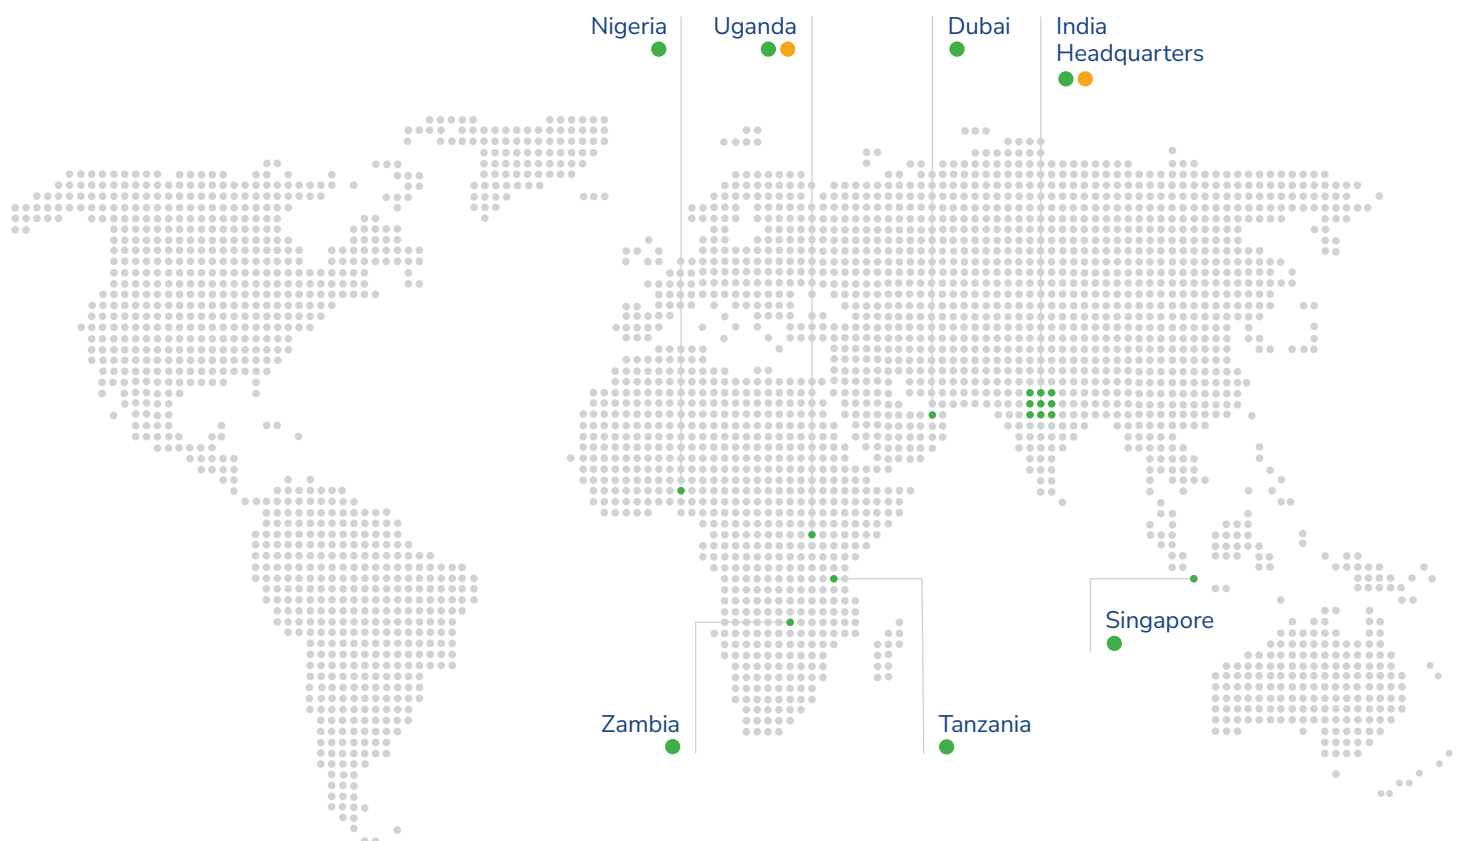 Nigeria
Uganda
Dubai
India
Headquarters
Singapore
Zambia
Tanzania